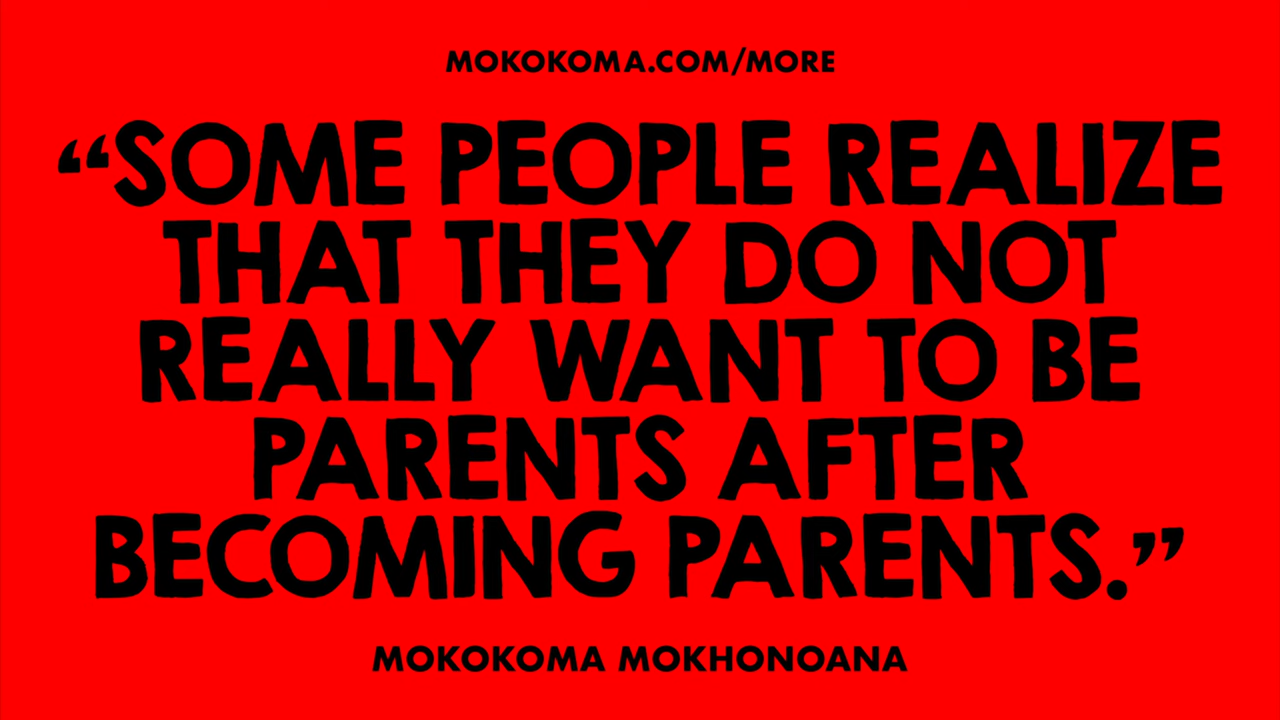 MOKOKOMA.COM/MORE
“SOME PEOPLE REALIZE
THAT THEY DO NOT
REALLY WANT TO BE
PARENTS AFTER
BECOMING PARENTS.”
MOKOKOMA MOKHONOANA